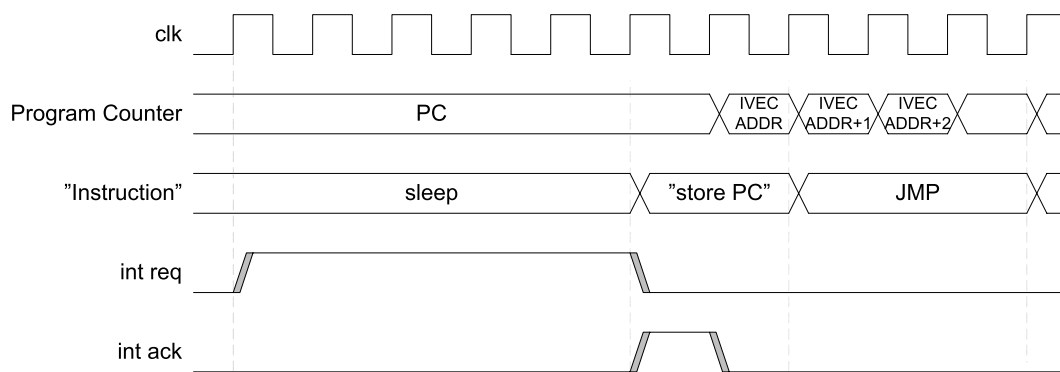 clk
Program Counter
PC
IVEC
ADDR
IVEC
ADDR+1
IVEC
ADDR+2
”Instruction”
sleep
”store PC”
JMP
int req
int ack